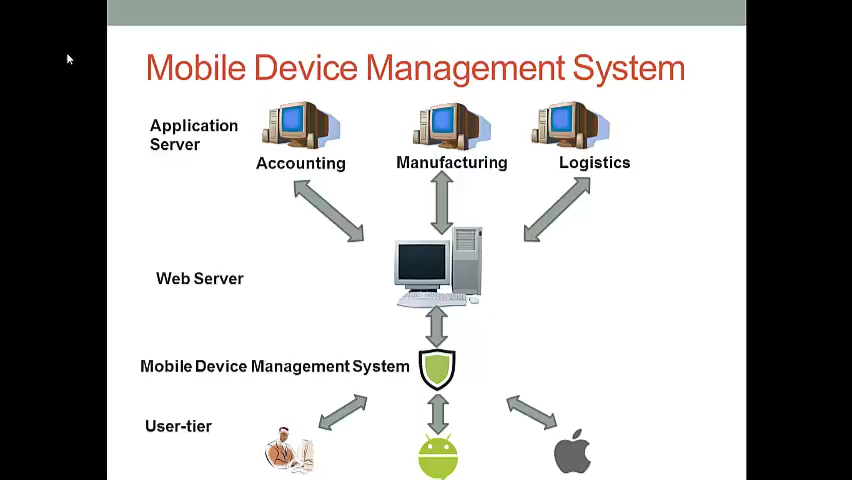 Mobile Device Management System
Application
Server
Accounting
Manufacturing
Logistics
Web Server
Mobile Device Management System
User-tier